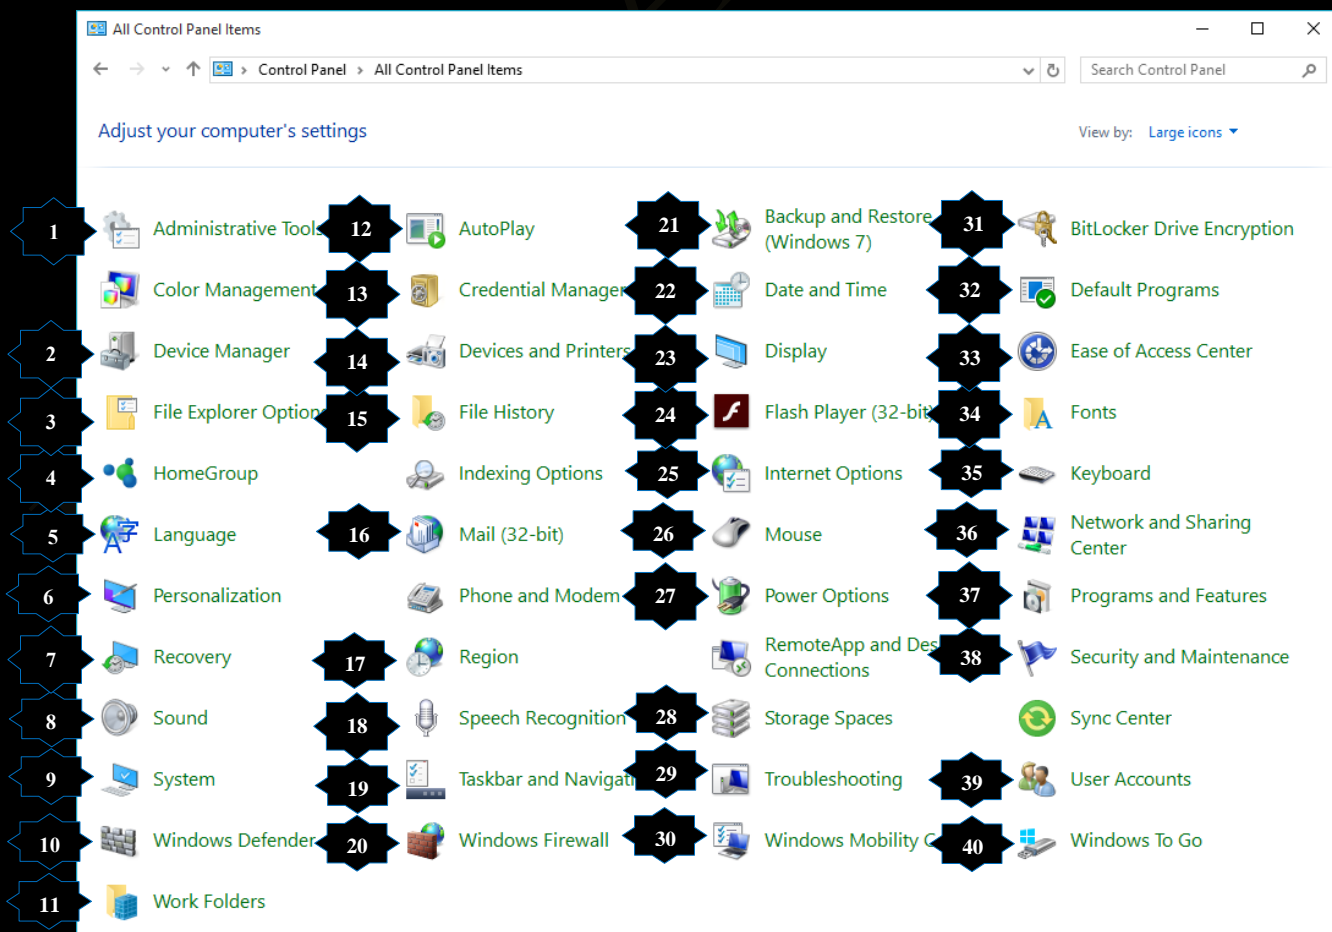 All Control Panel Items
Control Panel > All Control Panel Items
Search Control Panel
Adjust your computer's settings
View by: Large icons
1 Administrative Tools 12 AutoPlay 21 Backup and Restore (Windows 7) 31 BitLocker Drive Encryption
Color Management 13 Credential Manager 22 Date and Time 32 Default Programs
2 Device Manager 14 Devices and Printers 23 Display 33 Ease of Access Center
3 File Explorer Option 15 File History 24 Flash Player (32-bit) 34 Fonts
4 HomeGroup Indexing Options 25 Internet Options 35 Keyboard
5 Language 16 Mail (32-bit) 26 Mouse 36 Network and Sharing Center
6 Personalization Phone and Modem 27 Power Options 37 Programs and Features
7 Recovery 17 Region RemoteApp and Des Connections 38 Security and Maintenance
8 Sound 18 Speech Recognition 28 Storage Spaces Sync Center
9 System 19 Taskbar and Navigat 29 Troubleshooting 39 User Accounts
10 Windows Defender 20 Windows Firewall 30 Windows Mobility C 40 Windows To Go
11 Work Folders